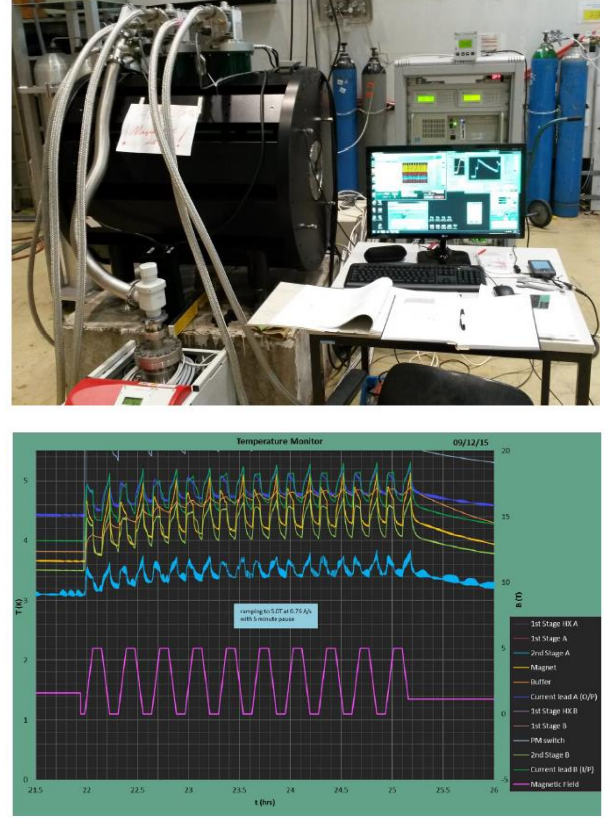 Temperature Monitor
09/12/15
20
15
10
5
0
-5
B (T)
5
4
3
2
1
0
T (K)
ramping to 5.0T at 0.75 A/s
with 5 minute pause
1st Stage HX A
1st Stage A
2nd Stage A
Magnet
Buffer
Current lead A (O/P)
1st Stage HX B
1st Stage B
PM switch
2nd Stage B
Current lead B (I/P)
Magnetic Field
21.5
22
22.5
23
23.5
24
24.5
25
25.5
26
t (hrs)